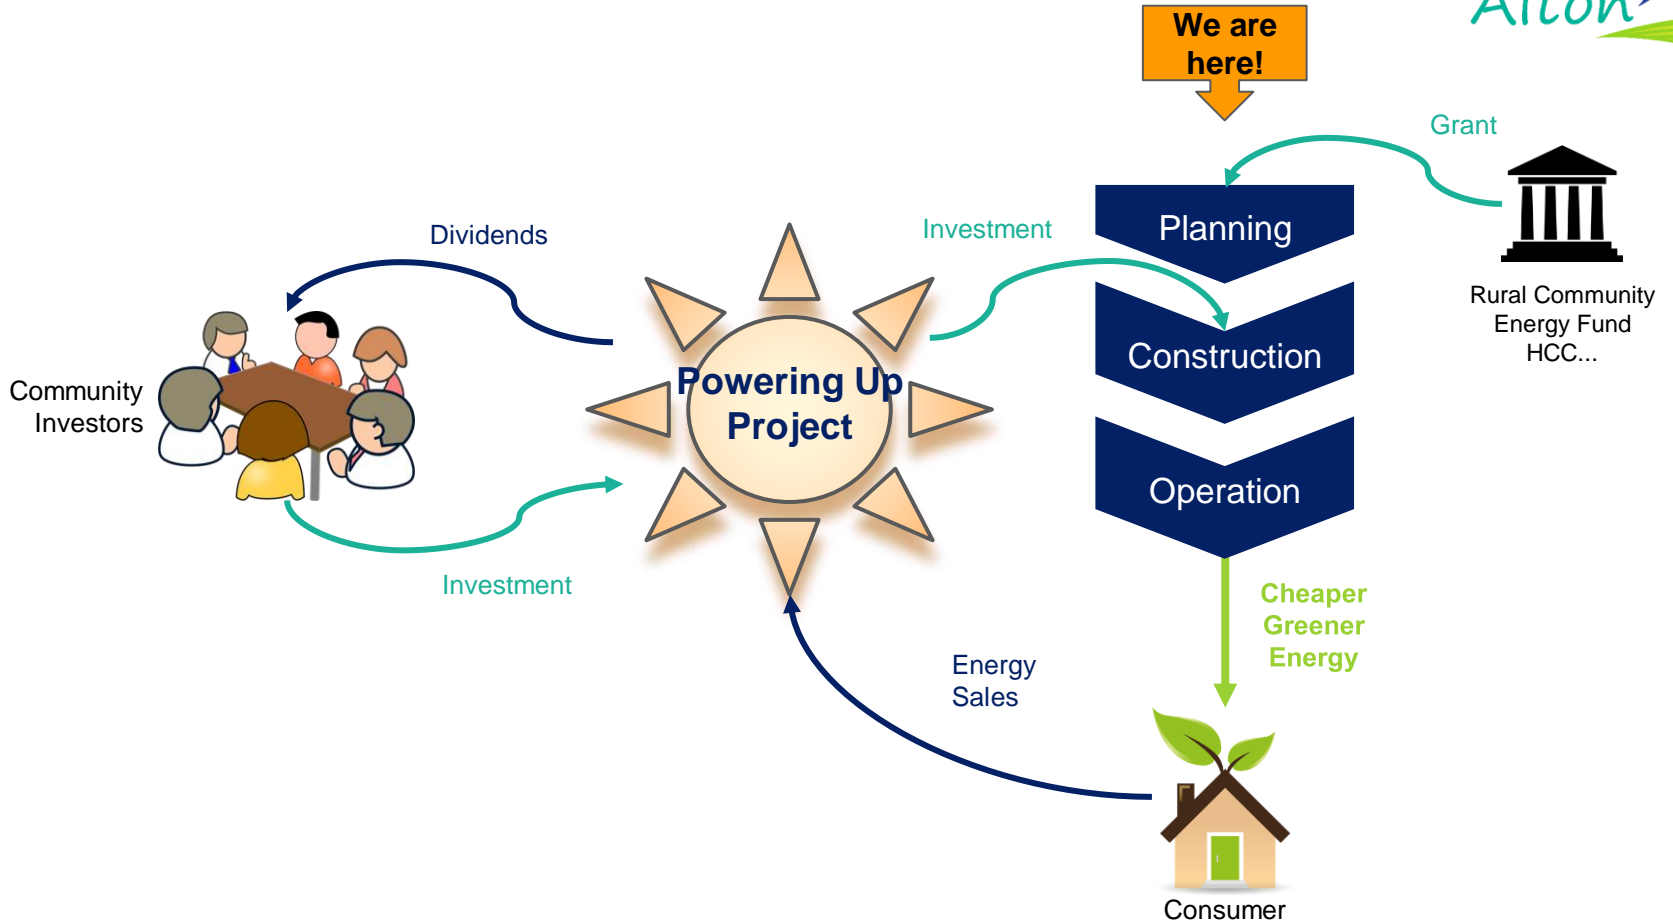 Alton
We are
here!
Grant
Dividends
Investment
Planning
Rural Community
Energy Fund
HCC...
Construction
Community
Investors
Powering Up
Project
Operation
Investment
Cheaper
Greener
Energy
Energy
Sales
Consumer